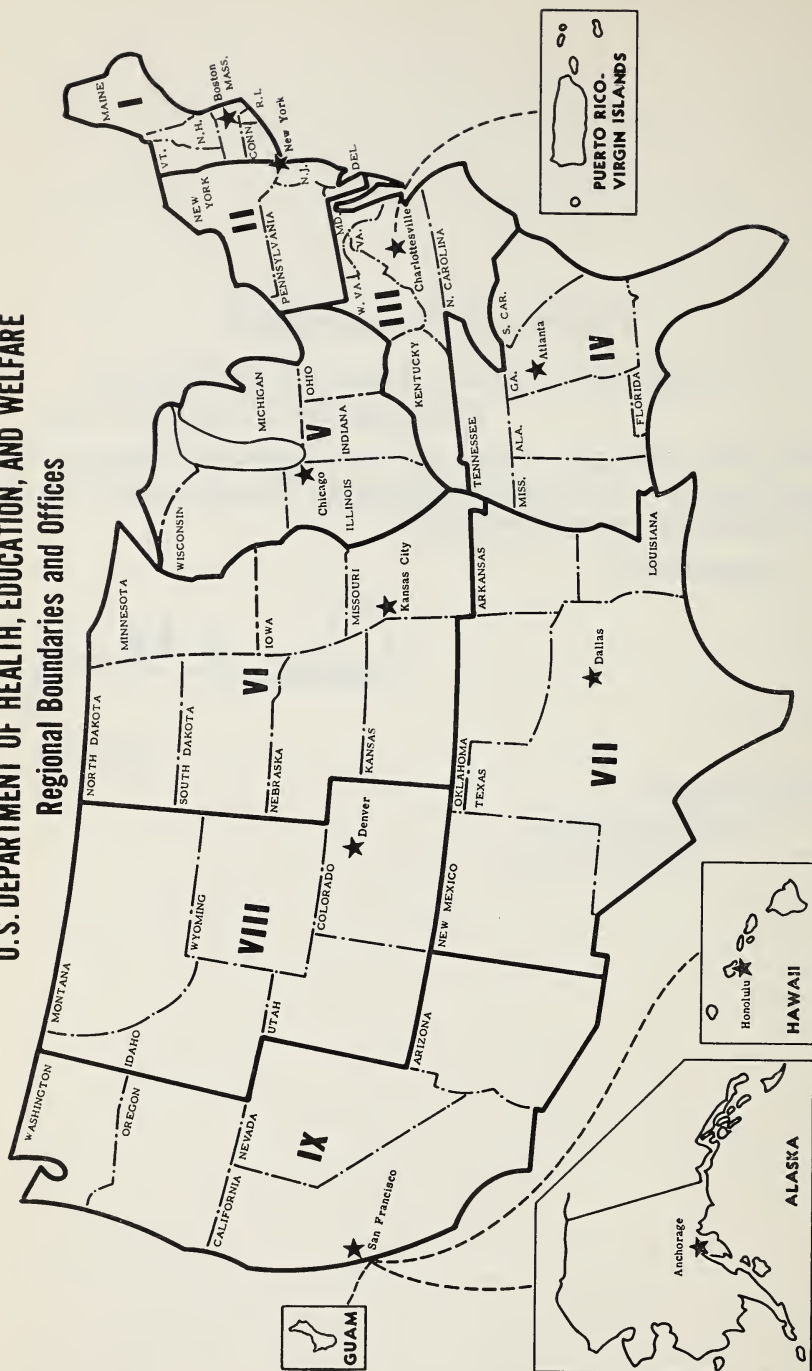 U.S. DEPARTMENT OF HEALTH, EDUCATION, AND WELFARE
Regional Boundaries and Offices
WASHINGTON
OREGON
CALIFORNIA
NEVADA
IX
San Francisco
GUAM
MONTANA
IDAHO
WYOMING
VIII
UTAH
COLORADO
Denver
ARIZONA
NEW MEXICO
NORTH DAKOTA
SOUTH DAKOTA
NEBRASKA
KANSAS
VI
MINNESOTA
IOWA
MISSOURI
Kansas City
OKLAHOMA
TEXAS
ARKANSAS
LOUISIANA
Dallas
VII
WISCONSIN
MICHIGAN
Chicago
ILLINOIS
INDIANA
OHIO
V
KENTUCKY
TENNESSEE
MISS.
ALA.
GA.
S. CAR.
Atlanta
IV
FLORIDA
N. CAROLINA
III
W. VA.
VA.
MD.
Charlottesville
DEL.
PENNSYLVANIA
N.J.
II
NEW
YORK
New York
VT.
N.H.
MAINE
I
Boston
MASS.
CONN.
R.I.
PUERTO RICO-
VIRGIN ISLANDS
Anchorage
ALASKA
Honolulu
HAWAII